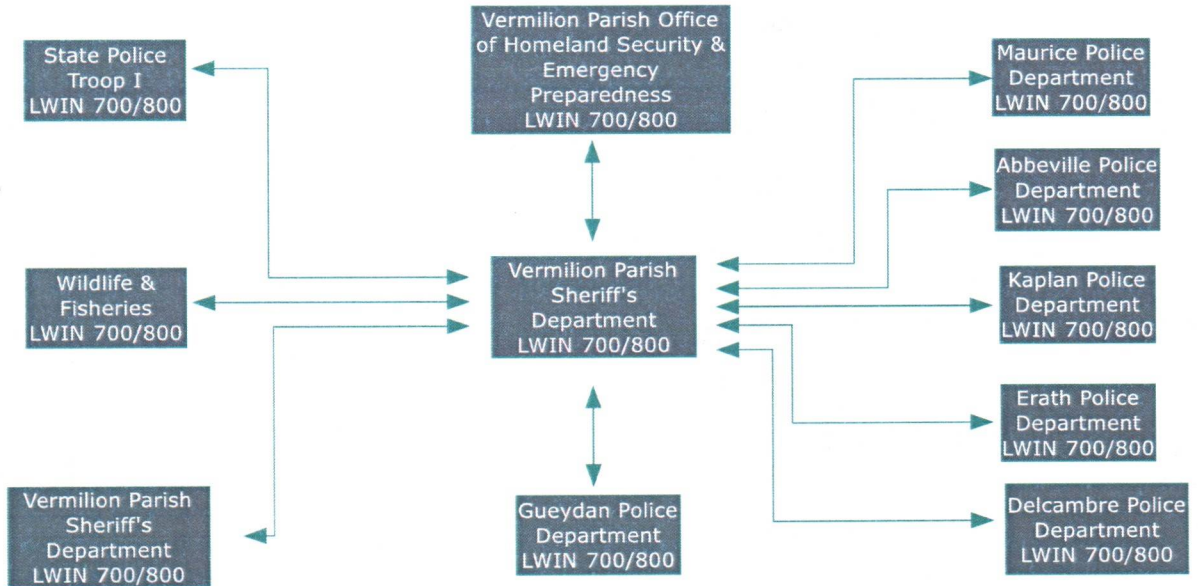 State Police
Troop I
LWIN 700/800
Vermilion Parish Office
of Homeland Security &
Emergency
Preparedness
LWIN 700/800
Maurice Police
Department
LWIN 700/800
Abbeville Police
Department
LWIN 700/800
Wildlife &
Fisheries
LWIN 700/800
Vermilion Parish
Sheriff's
Department
LWIN 700/800
Kaplan Police
Department
LWIN 700/800
Erath Police
Department
LWIN 700/800
Vermilion Parish
Sheriff's
Department
LWIN 700/800
Gueydan Police
Department
LWIN 700/800
Delcambre Police
Department
LWIN 700/800